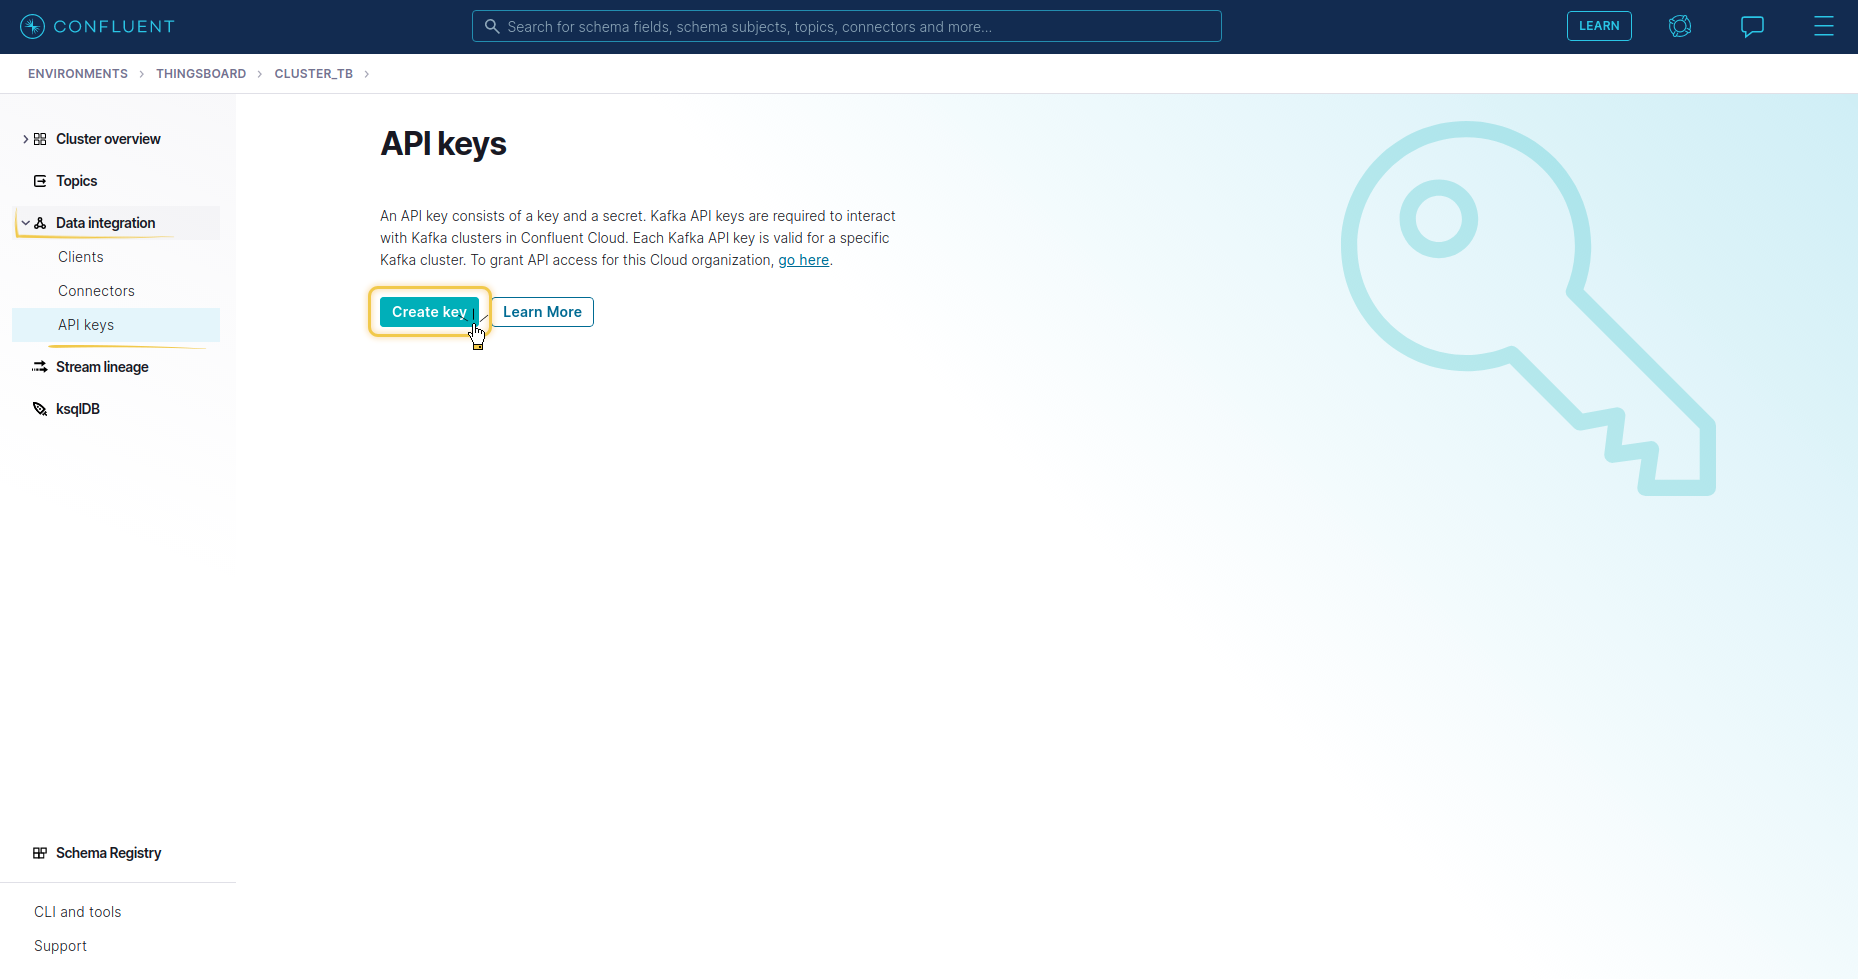 CONFLUENT
Search for schema fields, schema subjects, topics, connectors and more...
LEARN
ENVIRONMENTS > THINGSBOARD > CLUSTER_TB >
Cluster overview
Topics
Data integration
Clients
Connectors
API keys
Stream lineage
ksqlDB
Schema Registry
CLI and tools
Support
API keys
An API key consists of a key and a secret. Kafka API keys are required to interact
with Kafka clusters in Confluent Cloud. Each Kafka API key is valid for a specific
Kafka cluster. To grant API access for this Cloud organization, go here.
Create key
Learn More